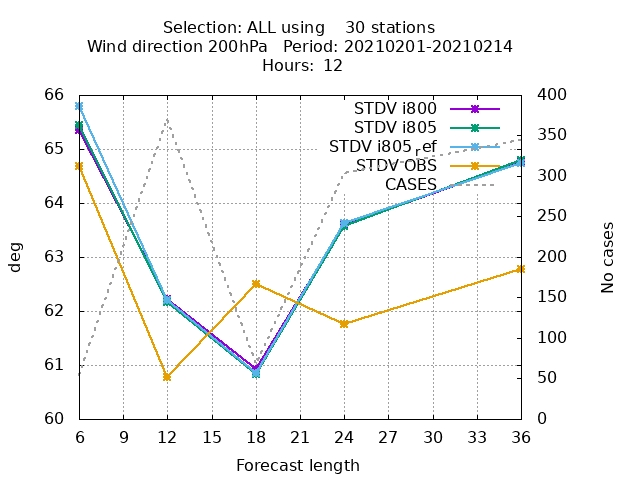 Selection: ALL using 30 stations
Wind direction 200hPa Period: 20210201-20210214
Hours: 12
66
65
64
63
62
61
60
deg
400
350
300
250
200
150
100
50
0
No cases
STDV i800
STDV i805
STDV i805_ref
STDV OBS
CASES
6 9 12 15 18 21 24 27 30 33 36
Forecast length